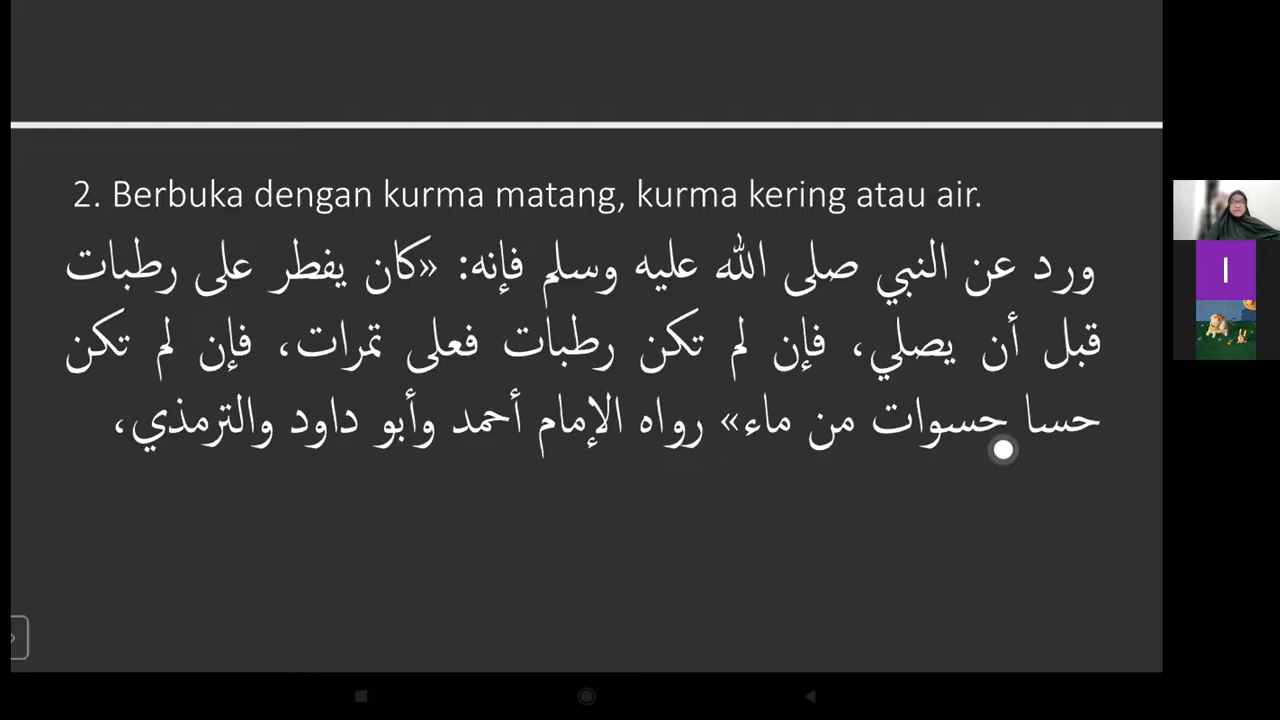 2. Berbuka dengan kurma matang, kurma kering atau air.
ورد عن النبي صلى الله عليه وسلم فإنه: «كان يفطر على رطبات
قبل أن يصلي، فإن لم تكن رطبات فعلى تمرات، فإن لم تكن
حسا حسوات من ماء» رواه الإمام أحمد وأبو داود والترمذي،
I